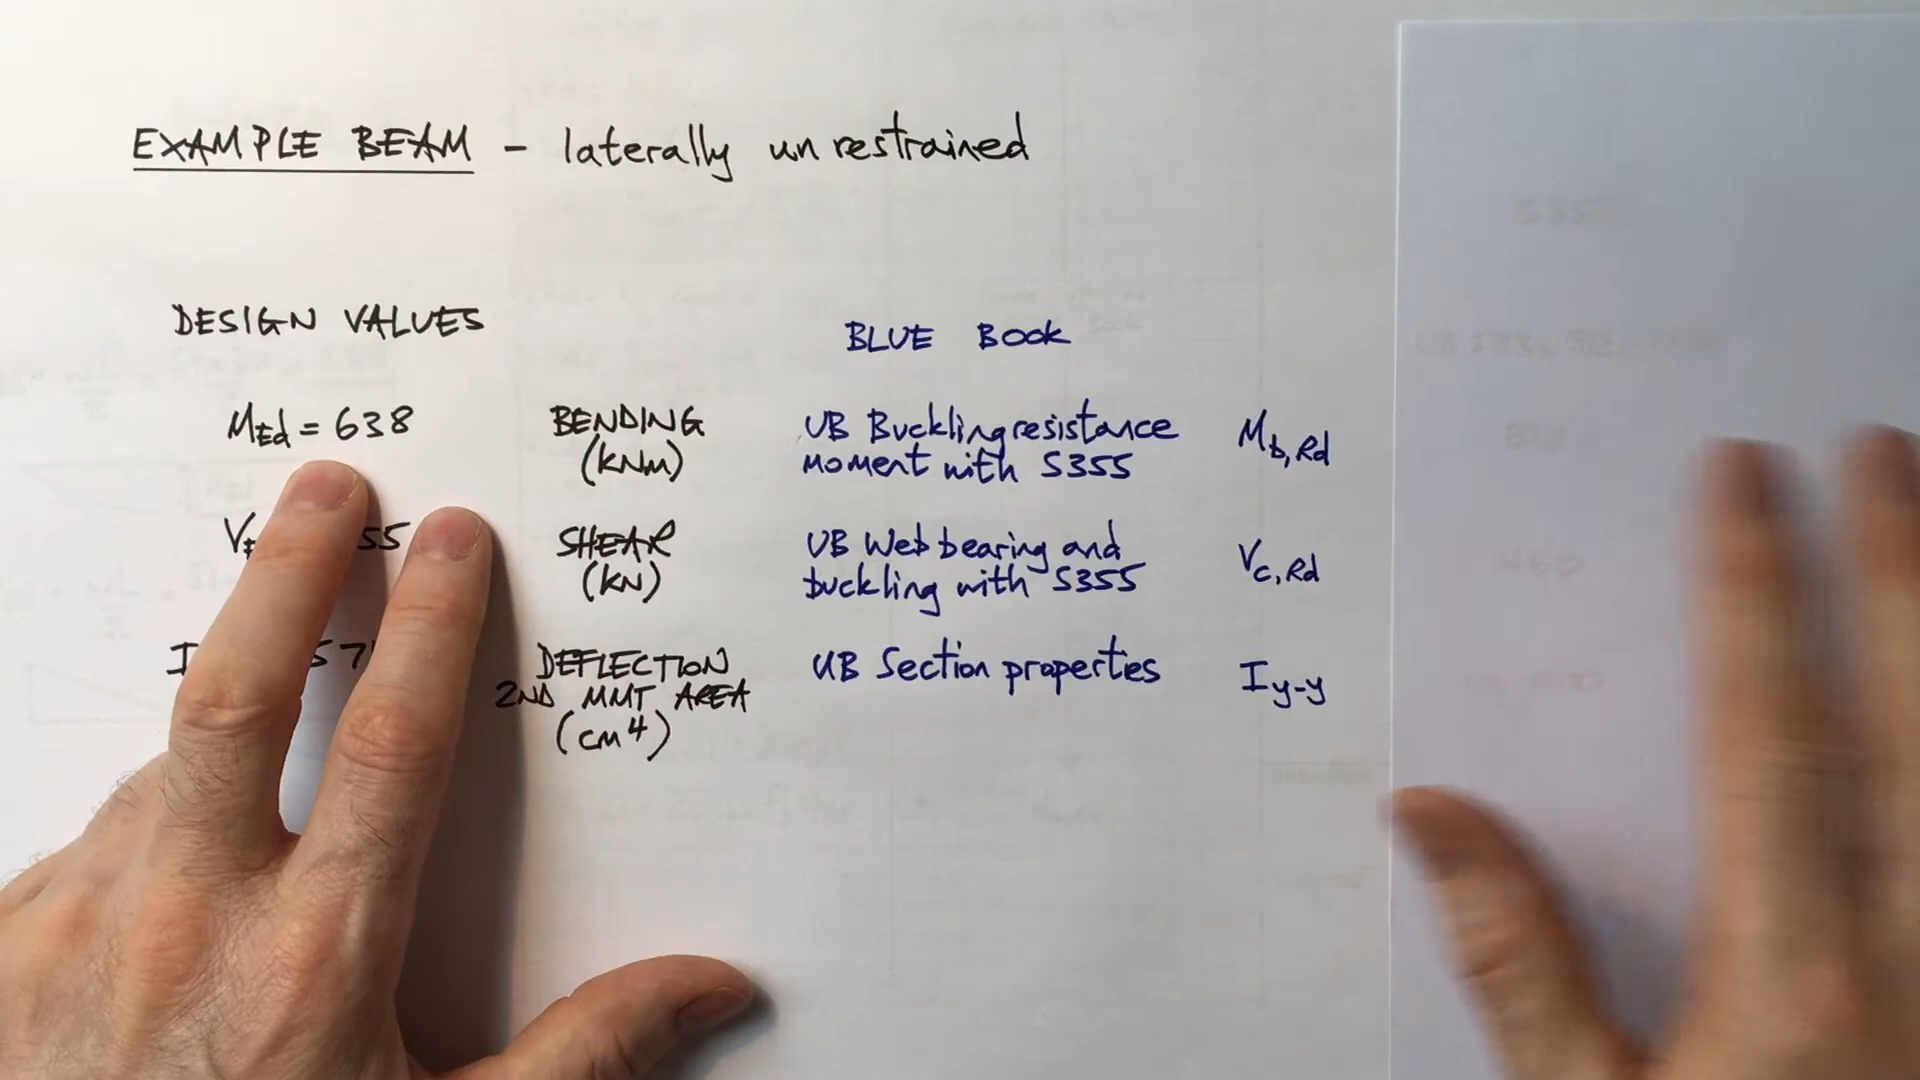 EXAMPLE BEAM - laterally unrestrained
DESIGN VALUES
BLUE BOOK
MEd = 638
BENDING
(kNm)
UB Buckling resistance
moment with S355
Mb,Rd
55
SHEAR
(kN)
UB Web bearing and
buckling with S355
Vc,Rd
DEFLECTION
2ND MMT AREA
(cm4)
UB Section properties
Iy-y